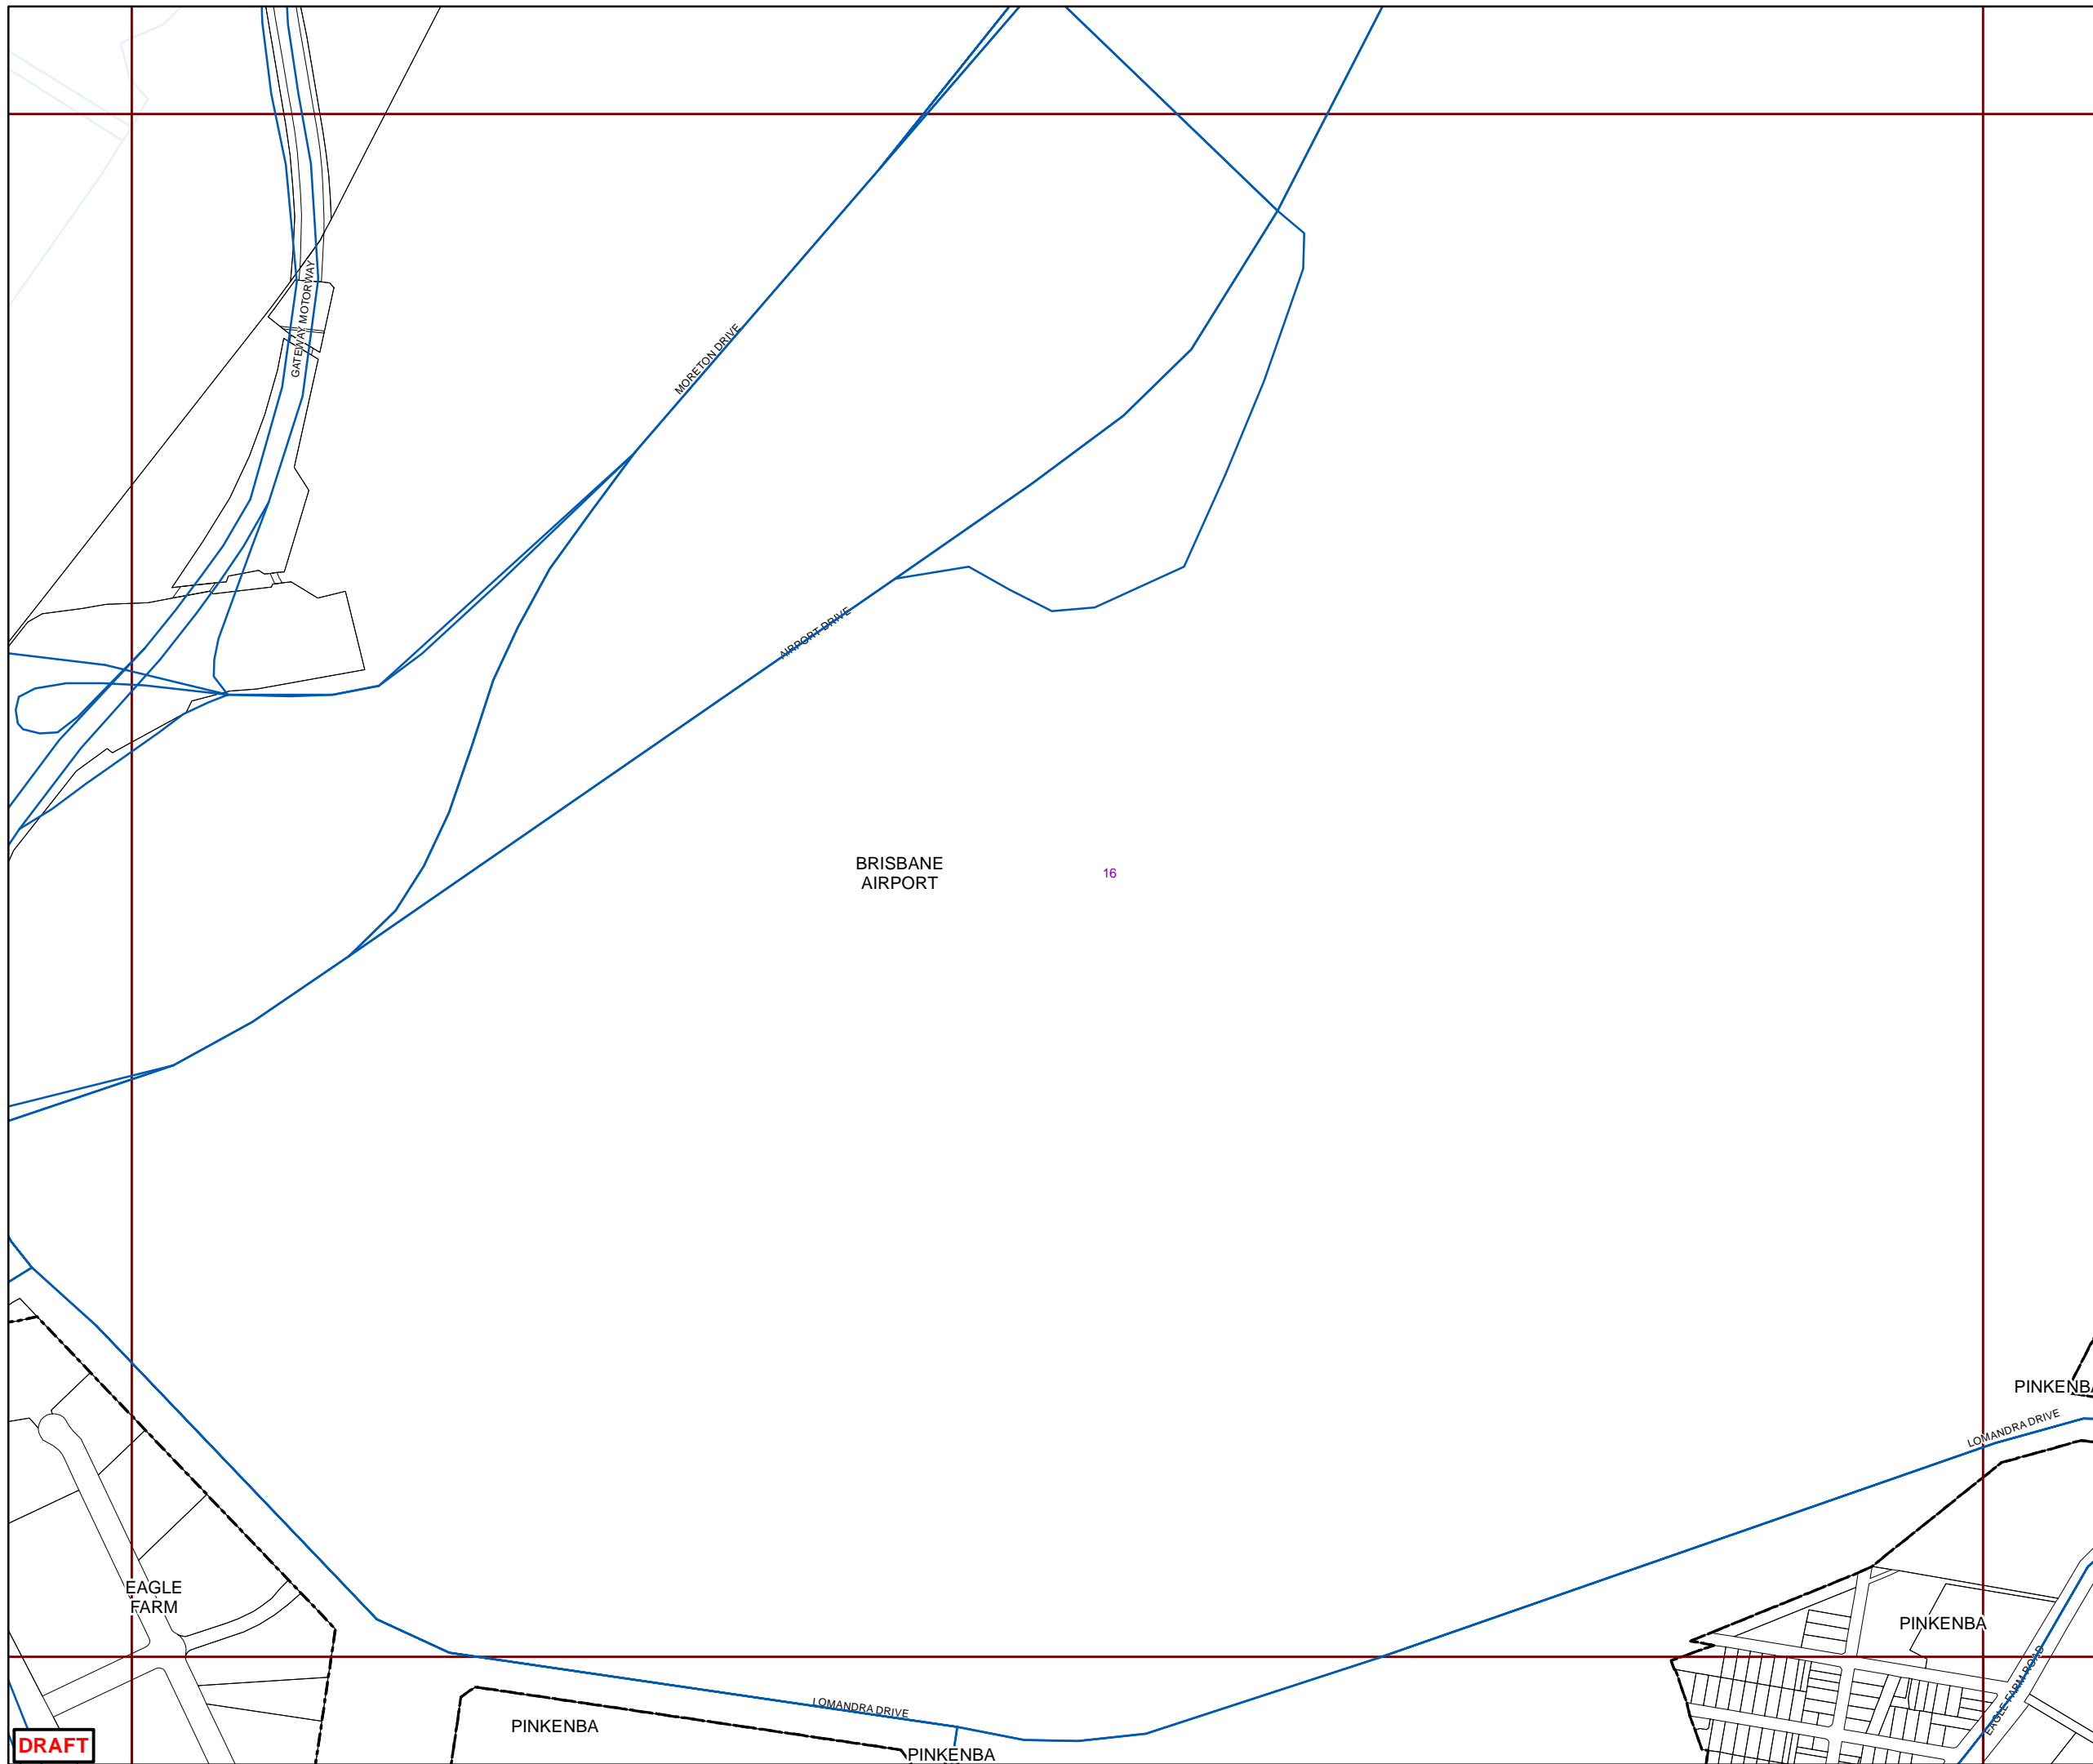 GATEWAY MOTORWAY
MORETON DRIVE
AIRPORT DRIVE
BRISBANE
AIRPORT
16
PINKENBA
LOMANDRA DRIVE
EAGLE
FARM
PINKENBA
EAGLE FARM ROAD
LOMANDRA DRIVE
PINKENBA
DRAFT
PINKENBA